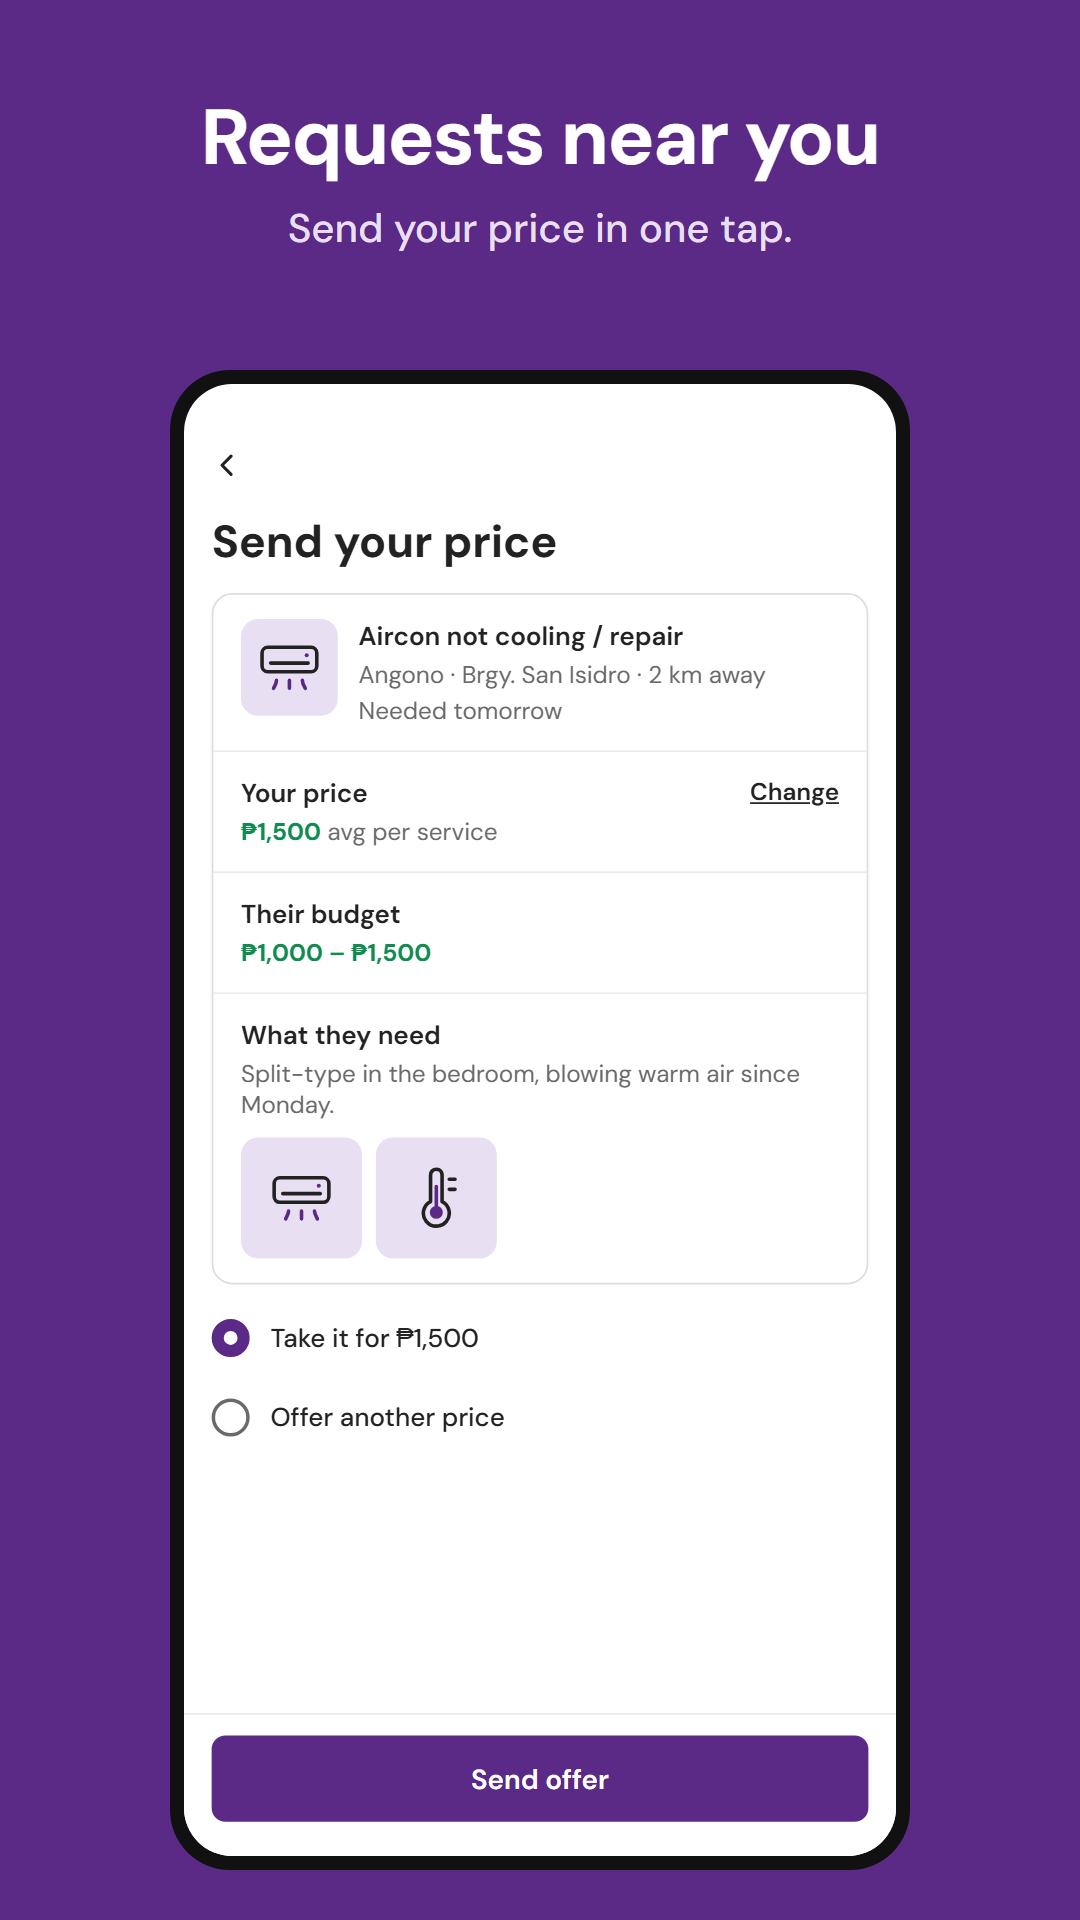 Requests near you
Send your price in one tap.
Send your price
Aircon not cooling / repair
Angono · Brgy. San Isidro · 2 km away
Needed tomorrow
Your price
Change
₱1,500 avg per service
Their budget
₱1,000 – ₱1,500
What they need
Split-type in the bedroom, blowing warm air since
Monday.
Take it for ₱1,500
Offer another price
Send offer